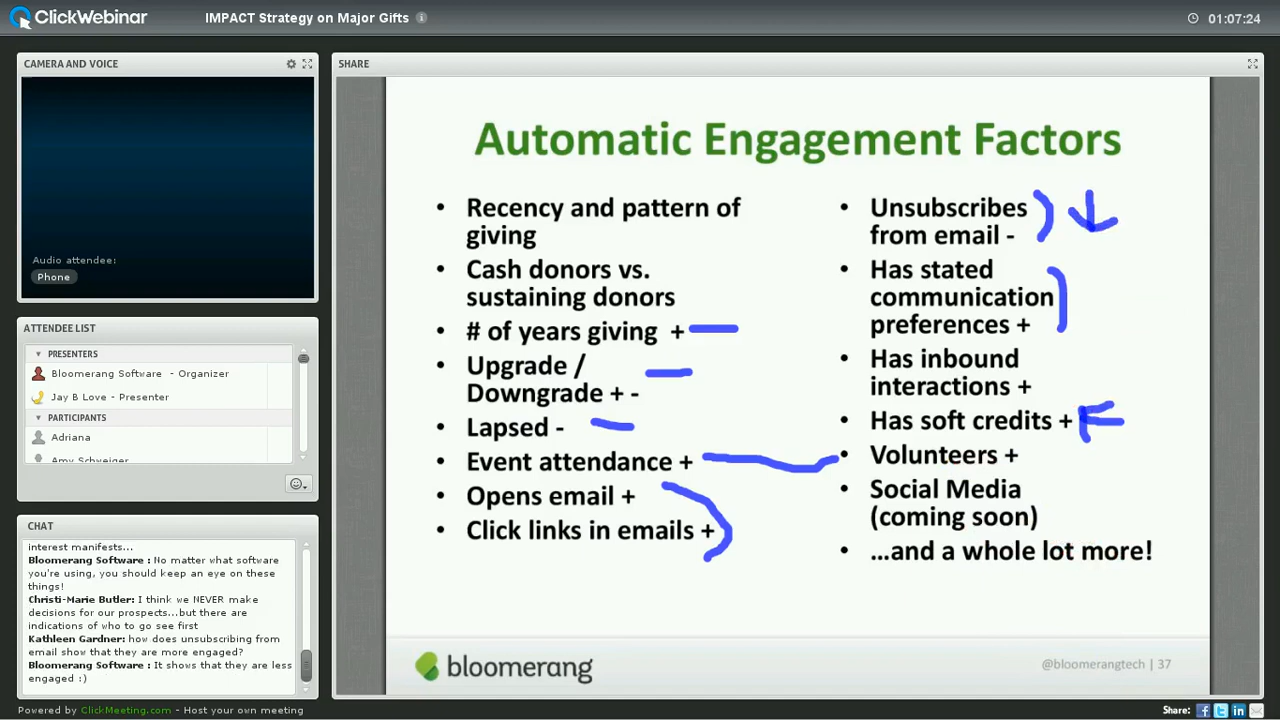 ClickWebinar
IMPACT Strategy on Major Gifts
01:07:24
CAMERA AND VOICE
Audio attendee:
Phone
ATTENDEE LIST
PRESENTERS
Bloomerang Software - Organizer
Jay B Love - Presenter
PARTICIPANTS
Adriana
Amy Schweiger
CHAT
interest manifests...
Bloomerang Software : No matter what software
you're using, you should keep an eye on these
things!
Christi-Marie Butler: I think we NEVER make
decisions for our prospects...but there are
indications of who to go see first
Kathleen Gardner: how does unsubscribing from
email show that they are more engaged?
Bloomerang Software : It shows that they are less
engaged :)
SHARE
Automatic Engagement Factors
• Recency and pattern of
giving
• Cash donors vs.
sustaining donors
• # of years giving +
• Upgrade /
Downgrade + -
• Lapsed -
• Event attendance +
• Opens email +
• Click links in emails +
• Unsubscribes
from email -
• Has stated
communication
preferences +
• Has inbound
interactions +
• Has soft credits +
• Volunteers +
• Social Media
(coming soon)
• ...and a whole lot more!
bloomerang
@bloomerangtech | 37
Powered by ClickMeeting.com - Host your own meeting
Share: